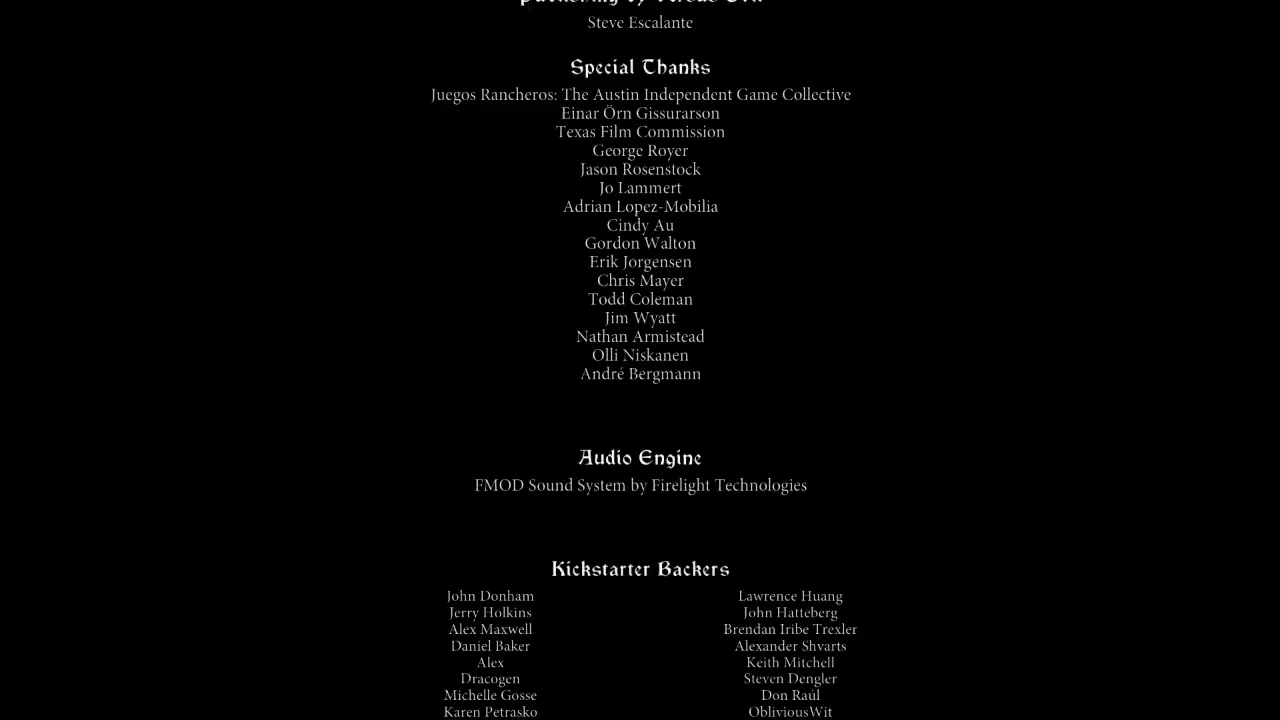 Steve Escalante
Special Thanks
Juegos Rancheros: The Austin Independent Game Collective
Einar Örn Gissurarson
Texas Film Commission
George Royer
Jason Rosenstock
Jo Lammert
Adrian Lopez-Mobilia
Cindy Au
Gordon Walton
Erik Jorgensen
Chris Mayer
Todd Coleman
Jim Wyatt
Nathan Armistead
Olli Niskanen
André Bergmann
Audio Engine
FMOD Sound System by Firelight Technologies
Kickstarter Backers
John Donham
Jerry Holkins
Alex Maxwell
Daniel Baker
Alex
Dracogen
Michelle Gosse
Karen Petrasko
Lawrence Huang
John Hatteberg
Brendan Iribe Trexler
Alexander Shvarts
Keith Mitchell
Steven Dengler
Don Raúl
ObliviousWit